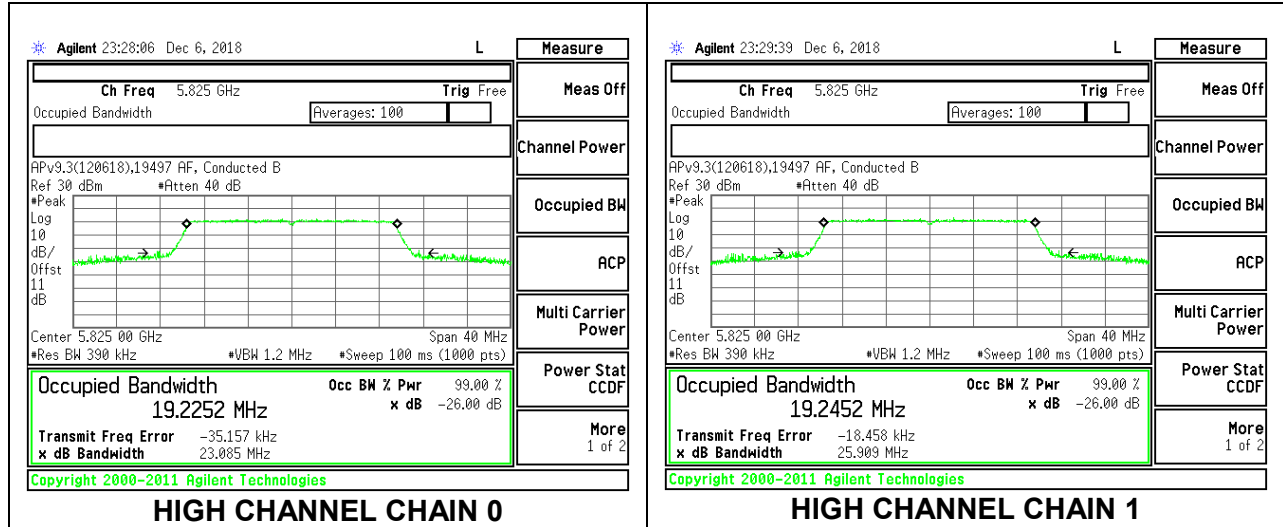 Agilent 23:28:06 Dec 6, 2018 L
Measure
Ch Freq 5.825 GHz Trig Free
Meas Off
Occupied Bandwidth Averages: 100
Channel Power
APv9.3(120618),19497 AF, Conducted B
Ref 30 dBm #Atten 40 dB
#Peak
Log
10
dB/
Offst
11
dB
Occupied BW
ACP
Multi Carrier
Power
Center 5.825 00 GHz Span 40 MHz
#Res BW 390 kHz #VBW 1.2 MHz #Sweep 100 ms (1000 pts)
Power Stat
CCDF
Occupied Bandwidth Occ BW % Pwr 99.00 %
19.2252 MHz x dB -26.00 dB
Transmit Freq Error -35.157 kHz
x dB Bandwidth 23.085 MHz
More
1 of 2
Copyright 2000-2011 Agilent Technologies
HIGH CHANNEL CHAIN 0
Agilent 23:29:39 Dec 6, 2018 L
Measure
Ch Freq 5.825 GHz Trig Free
Meas Off
Occupied Bandwidth Averages: 100
Channel Power
APv9.3(120618),19497 AF, Conducted B
Ref 30 dBm #Atten 40 dB
#Peak
Log
10
dB/
Offst
11
dB
Occupied BW
ACP
Multi Carrier
Power
Center 5.825 00 GHz Span 40 MHz
#Res BW 390 kHz #VBW 1.2 MHz #Sweep 100 ms (1000 pts)
Power Stat
CCDF
Occupied Bandwidth Occ BW % Pwr 99.00 %
19.2452 MHz x dB -26.00 dB
Transmit Freq Error -18.458 kHz
x dB Bandwidth 25.909 MHz
More
1 of 2
Copyright 2000-2011 Agilent Technologies
HIGH CHANNEL CHAIN 1